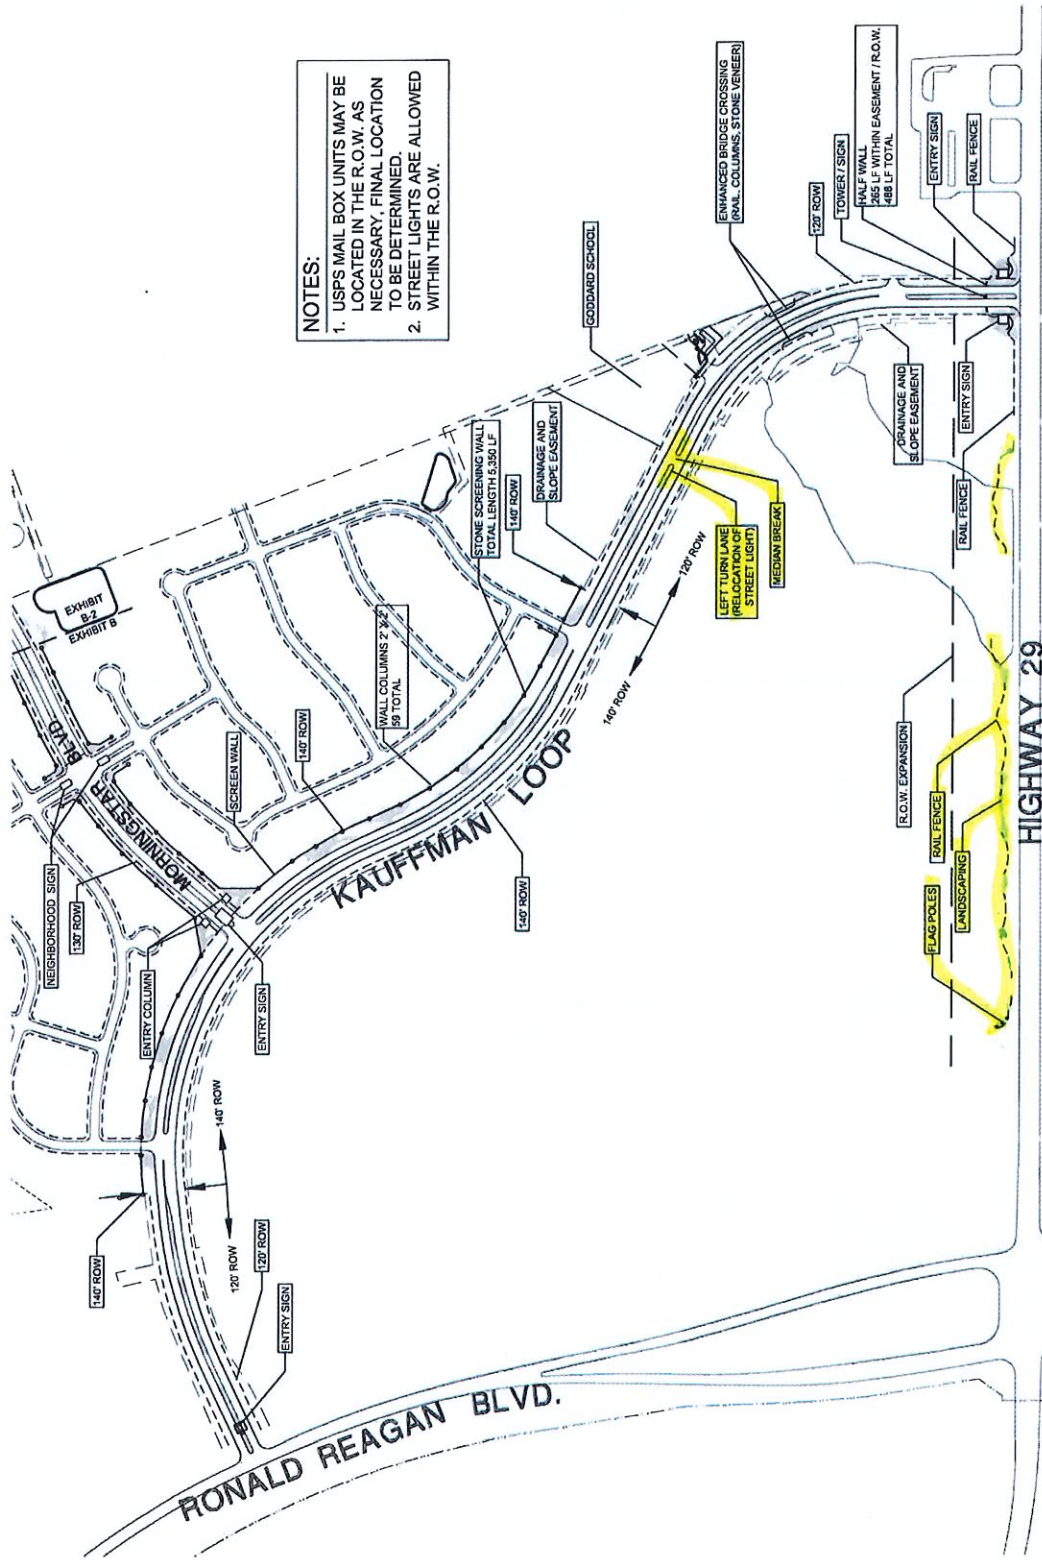 NOTES:
1. USPS MAIL BOX UNITS MAY BE
LOCATED IN THE R.O.W. AS
NECESSARY, FINAL LOCATION
TO BE DETERMINED.
2. STREET LIGHTS ARE ALLOWED
WITHIN THE R.O.W.
EXHIBIT
B-2
EXHIBIT B
BLVD
MORNINGSTAR
NEIGHBORHOOD SIGN
130' ROW
ENTRY COLUMN
ENTRY SIGN
SCREEN WALL
140' ROW
WALL COLUMNS 2' X 2'
59 TOTAL
STONE SCREENING WALL
TOTAL LENGTH 5,350 LF
140' ROW
DRAINAGE AND
SLOPE EASEMENT
GODDARD SCHOOL
ENHANCED BRIDGE CROSSING
(RAIL, COLUMNS, STONE VENEER)
120' ROW
TOWER / SIGN
HALF WALL
265 LF WITHIN EASEMENT / R.O.W.
488 LF TOTAL
ENTRY SIGN
RAIL FENCE
140' ROW
120' ROW
140' ROW
120' ROW
ENTRY SIGN
KAUFFMAN LOOP
140' ROW
140' ROW
120' ROW
LEFT TURN LANE
(RELOCATION OF
STREET LIGHT)
MEDIAN BREAK
DRAINAGE AND
SLOPE EASEMENT
ENTRY SIGN
RAIL FENCE
R.O.W. EXPANSION
RAIL FENCE
LANDSCAPING
FLAG POLES
RONALD REAGAN BLVD.
HIGHWAY 29